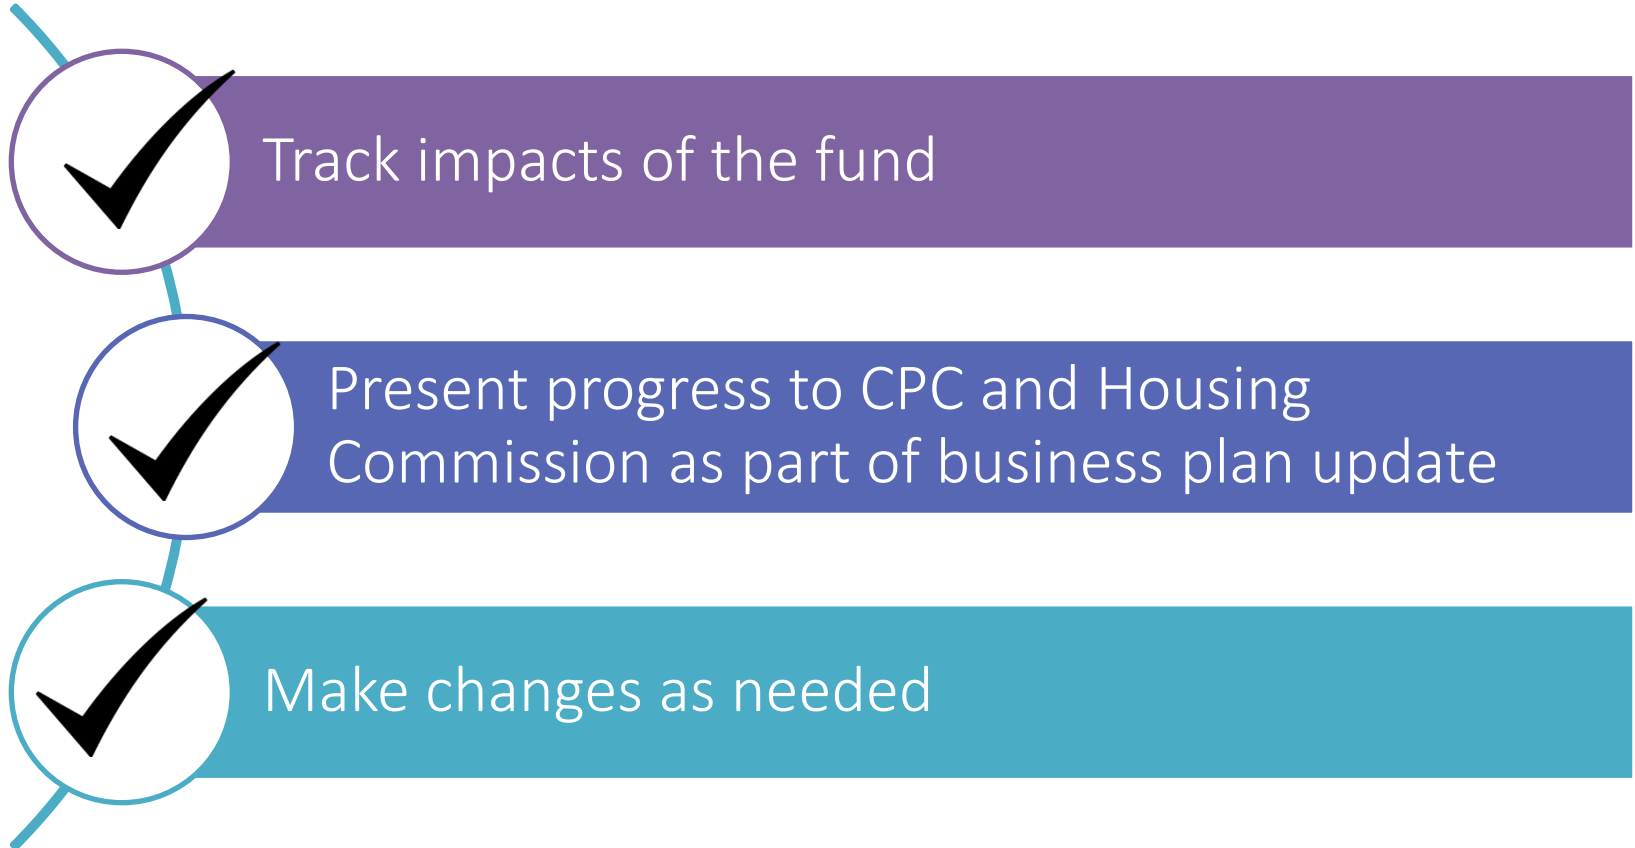 Track impacts of the fund
Present progress to CPC and Housing
Commission as part of business plan update
Make changes as needed